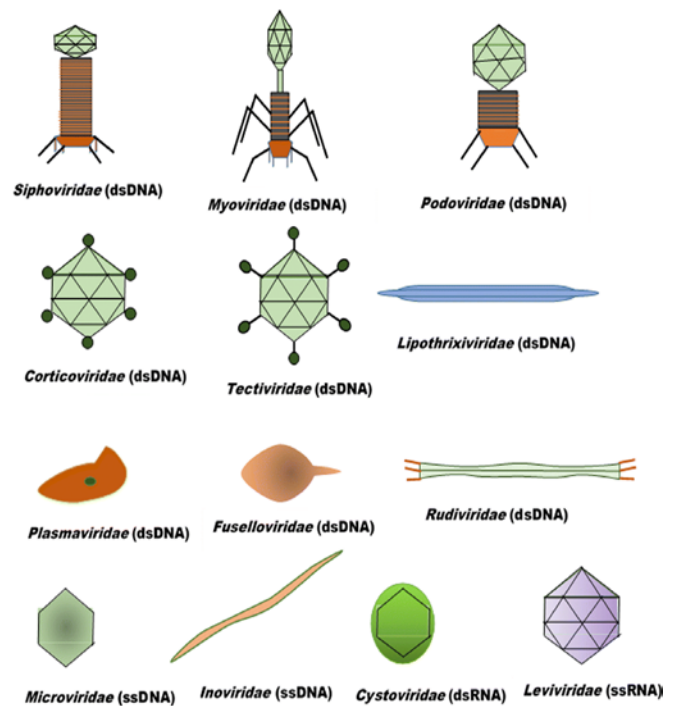 Siphoviridae (dsDNA)
Myoviridae (dsDNA)
Podoviridae (dsDNA)
Corticoviridae (dsDNA)
Tectiviridae (dsDNA)
Lipothrixiviridae (dsDNA)
Plasmaviridae (dsDNA)
Fuselloviridae (dsDNA)
Rudiviridae (dsDNA)
Microviridae (ssDNA)
Inoviridae (ssDNA)
Cystoviridae (dsRNA)
Leviviridae (ssRNA)